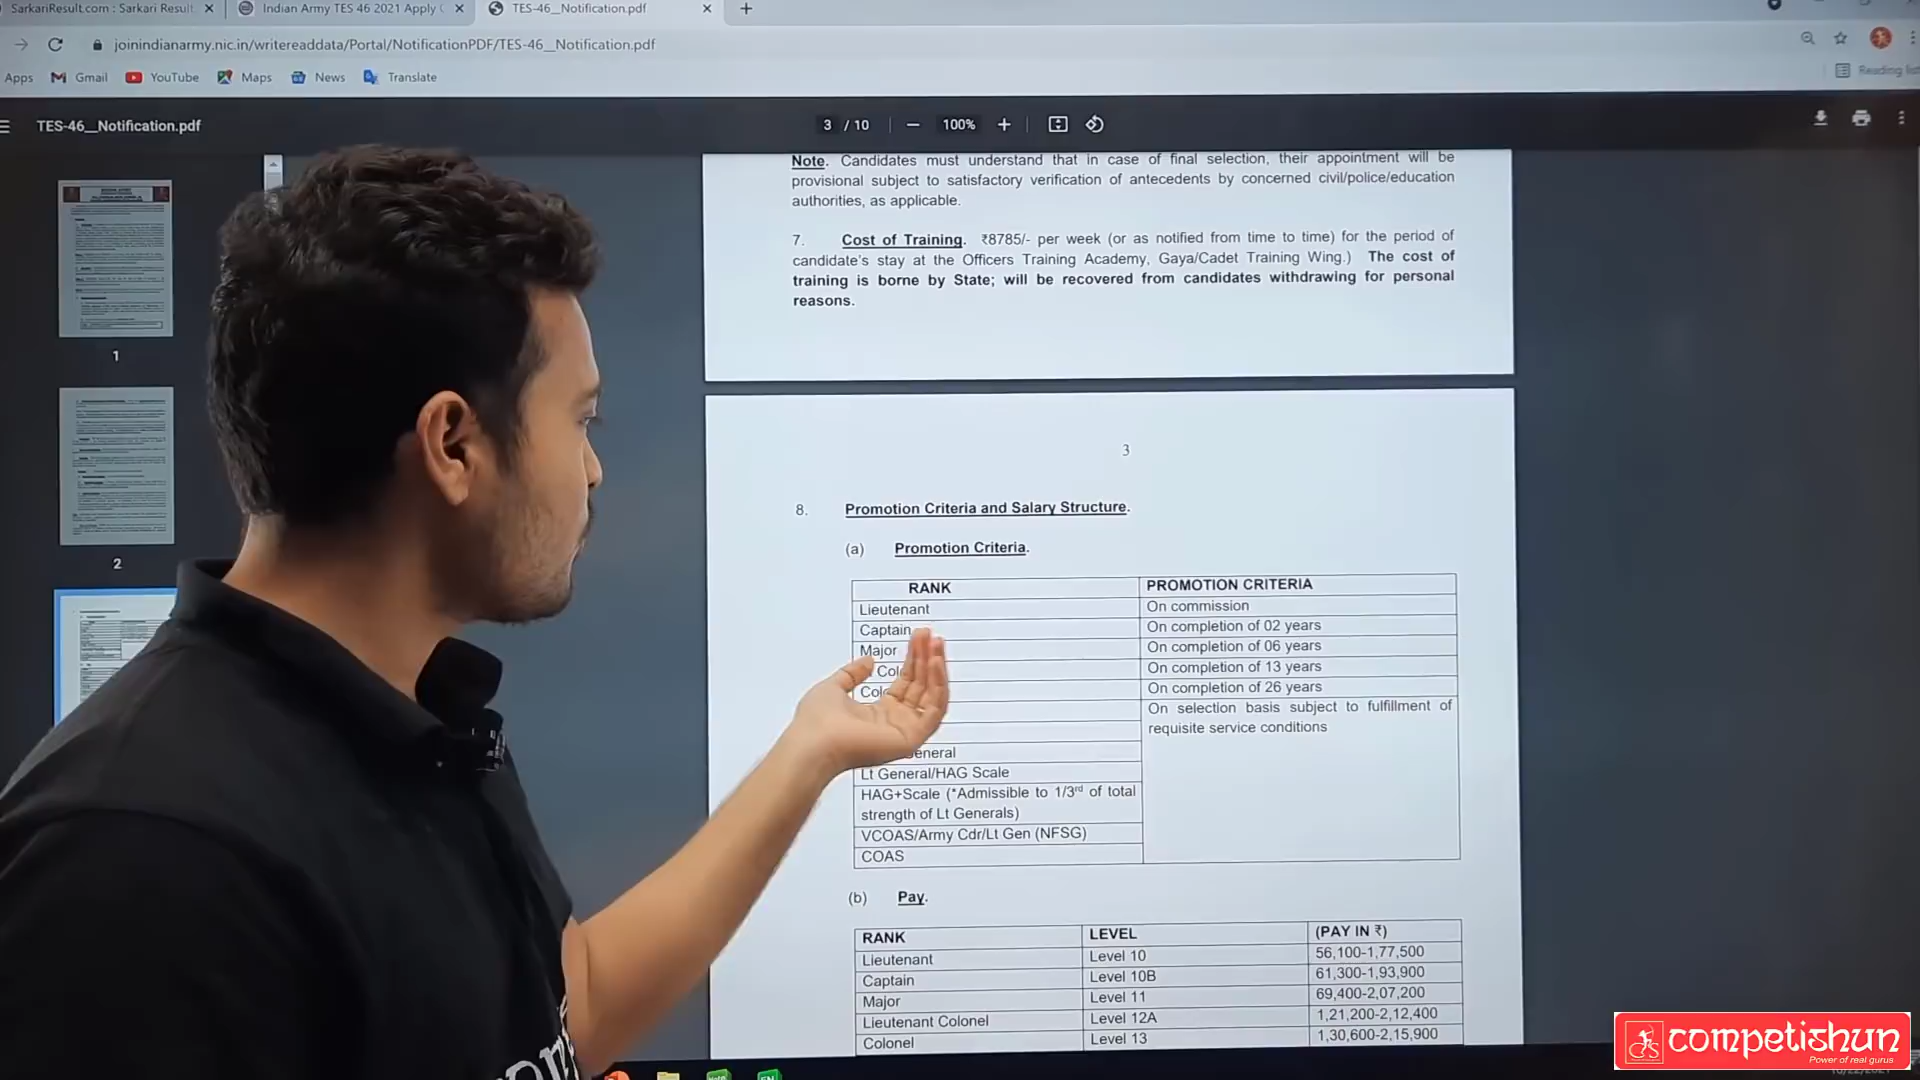 SarkariResult.com : Sarkari Result
Indian Army TES 46 2021 Apply
TES-46__Notification.pdf
joinindianarmy.nic.in/writereaddata/Portal/NotificationPDF/TES-46__Notification.pdf
Apps
Gmail
YouTube
Maps
News
Translate
Reading list
TES-46__Notification.pdf
3 / 10
100%
1
2
Note. Candidates must understand that in case of final selection, their appointment will be
provisional subject to satisfactory verification of antecedents by concerned civil/police/education
authorities, as applicable.
7. Cost of Training. ₹8785/- per week (or as notified from time to time) for the period of
candidate's stay at the Officers Training Academy, Gaya/Cadet Training Wing.) The cost of
training is borne by State; will be recovered from candidates withdrawing for personal
reasons.
3
8. Promotion Criteria and Salary Structure.
(a) Promotion Criteria.
RANK PROMOTION CRITERIA
Lieutenant On commission
Captain On completion of 02 years
Major On completion of 06 years
Col On completion of 13 years
Col On completion of 26 years
On selection basis subject to fulfillment of
requisite service conditions
eneral
Lt General/HAG Scale
HAG+Scale (*Admissible to 1/3rd of total
strength of Lt Generals)
VCOAS/Army Cdr/Lt Gen (NFSG)
COAS
(b) Pay.
RANK LEVEL (PAY IN ₹)
Lieutenant Level 10 56,100-1,77,500
Captain Level 10B 61,300-1,93,900
Major Level 11 69,400-2,07,200
Lieutenant Colonel Level 12A 1,21,200-2,12,400
Colonel Level 13 1,30,600-2,15,900
competishun
Power of real gurus